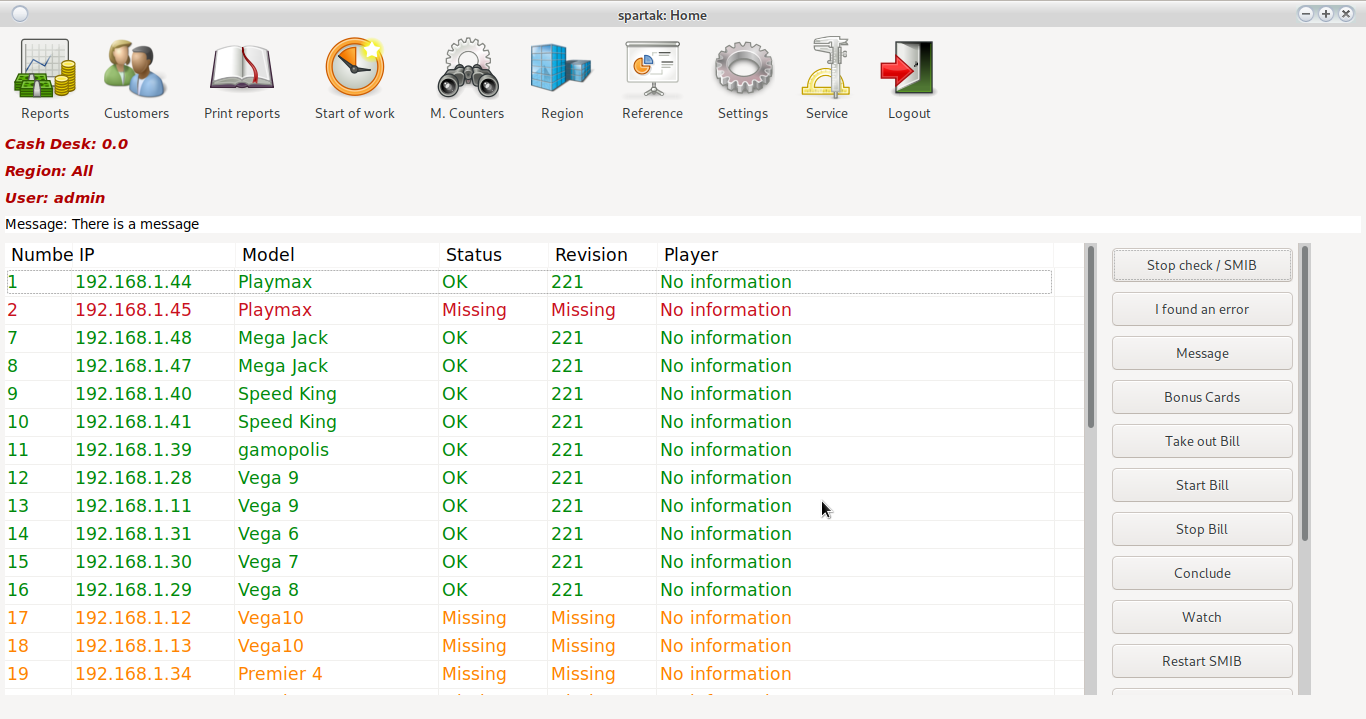 spartak: Home
Reports Customers Print reports Start of work M. Counters Region Reference Settings Service Logout
Cash Desk: 0.0
Region: All
User: admin
Message: There is a message
Numbe IP Model Status Revision Player
1 192.168.1.44 Playmax OK 221 No information
2 192.168.1.45 Playmax Missing Missing No information
7 192.168.1.48 Mega Jack OK 221 No information
8 192.168.1.47 Mega Jack OK 221 No information
9 192.168.1.40 Speed King OK 221 No information
10 192.168.1.41 Speed King OK 221 No information
11 192.168.1.39 gamopolis OK 221 No information
12 192.168.1.28 Vega 9 OK 221 No information
13 192.168.1.11 Vega 9 OK 221 No information
14 192.168.1.31 Vega 6 OK 221 No information
15 192.168.1.30 Vega 7 OK 221 No information
16 192.168.1.29 Vega 8 OK 221 No information
17 192.168.1.12 Vega10 Missing Missing No information
18 192.168.1.13 Vega10 Missing Missing No information
19 192.168.1.34 Premier 4 Missing Missing No information
Stop check / SMIB
I found an error
Message
Bonus Cards
Take out Bill
Start Bill
Stop Bill
Conclude
Watch
Restart SMIB